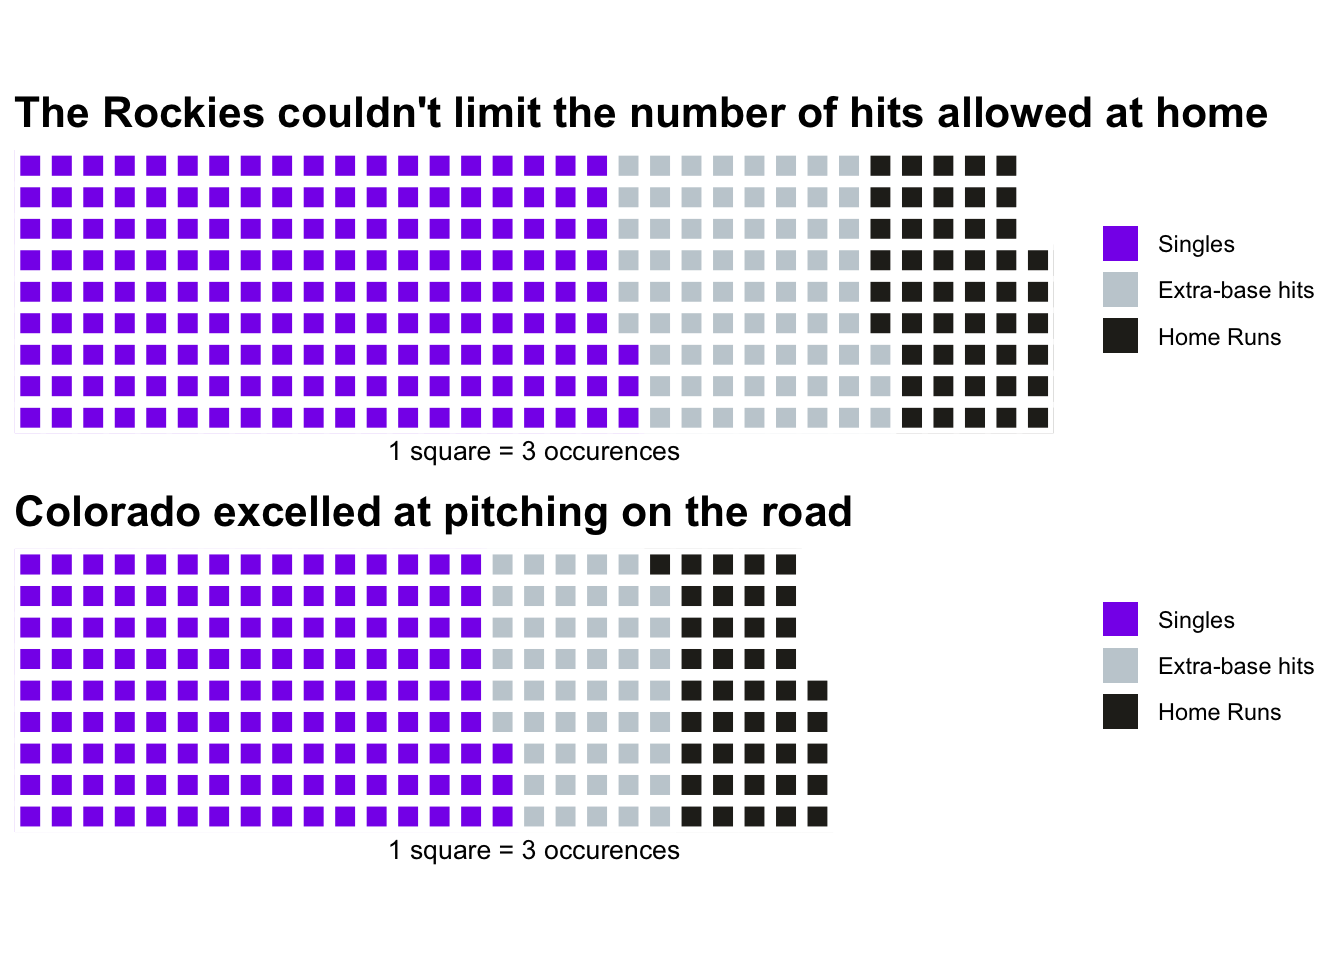 The Rockies couldn't limit the number of hits allowed at home
Singles
Extra-base hits
Home Runs
1 square = 3 occurences
Colorado excelled at pitching on the road
Singles
Extra-base hits
Home Runs
1 square = 3 occurences